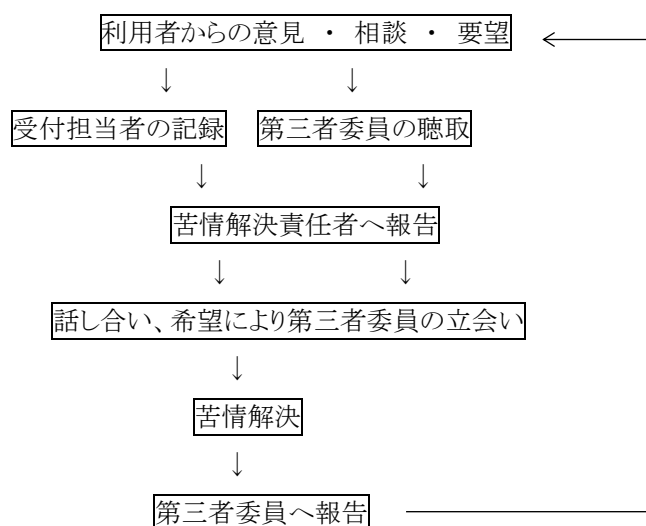 利用者からの意見 ・ 相談 ・ 要望
↓ ↓
受付担当者の記録 第三者委員の聴取
↓ ↓
苦情解決責任者へ報告
↓ ↓
話し合い、希望により第三者委員の立会い
↓
苦情解決
↓
第三者委員へ報告